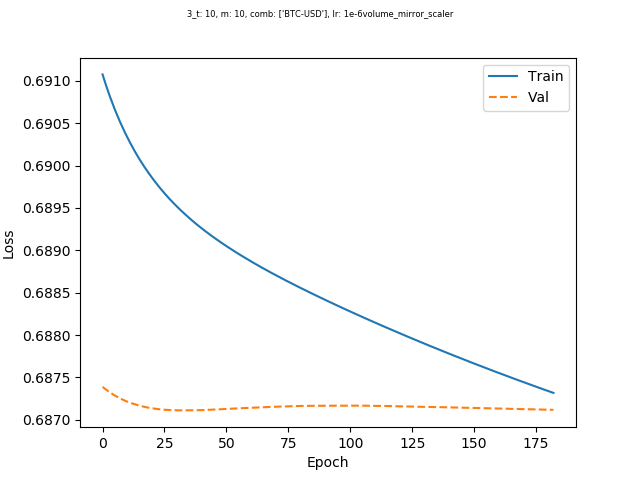 3_t: 10, m: 10, comb: ['BTC-USD'], lr: 1e-6volume_mirror_scaler
Train
Val
0.6910
0.6905
0.6900
0.6895
0.6890
0.6885
0.6880
0.6875
0.6870
Loss
0 25 50 75 100 125 150 175
Epoch